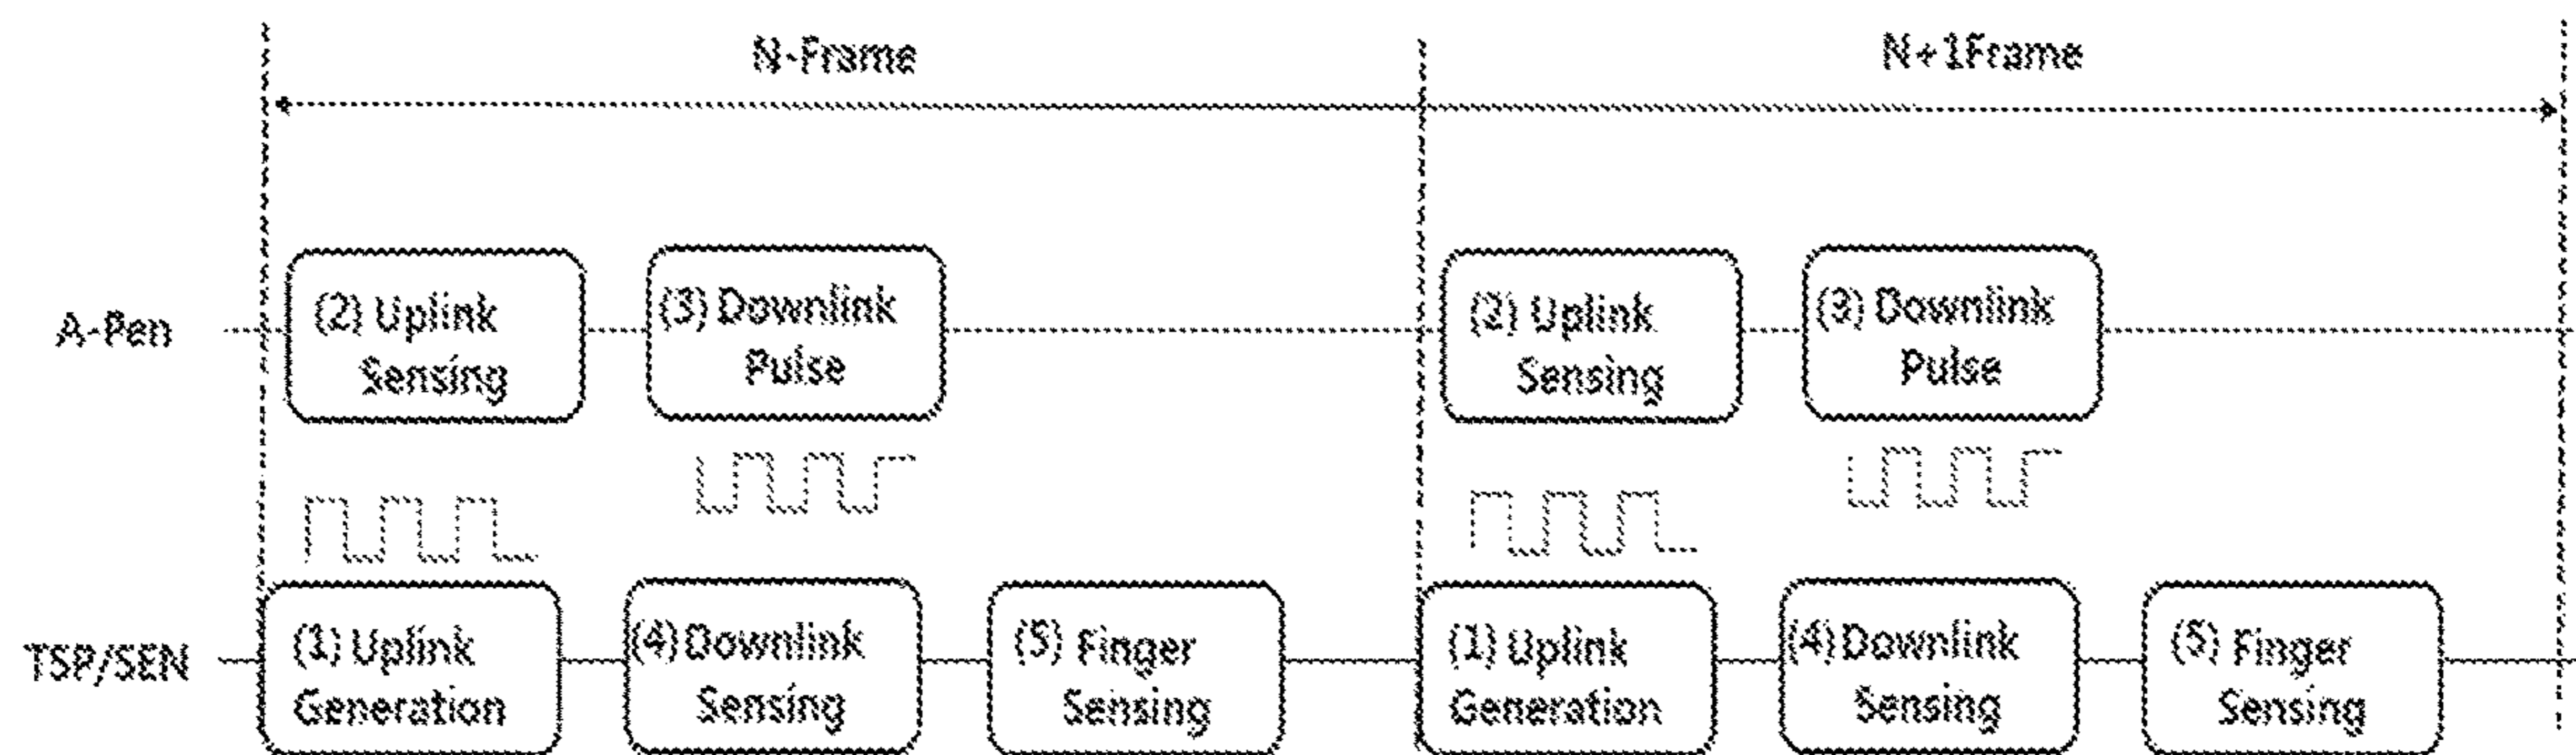 N-Frame
N+1Frame
A-Pen
(2) Uplink
Sensing
(3) Downlink
Pulse
(2) Uplink
Sensing
(3) Downlink
Pulse
TSP/SEN
(1) Uplink
Generation
(4) Downlink
Sensing
(5) Finger
Sensing
(1) Uplink
Generation
(4) Downlink
Sensing
(5) Finger
Sensing